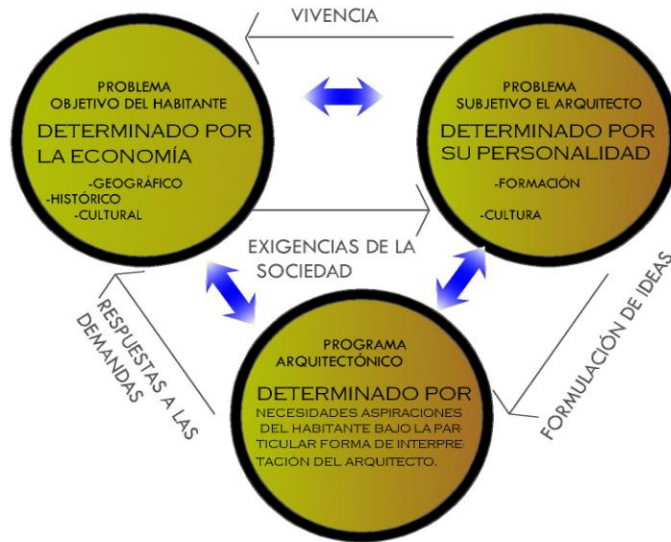 VIVENCIA
PROBLEMA
OBJETIVO DEL HABITANTE
DETERMINADO POR
LA ECONOMÍA
-GEOGRÁFICO
-HISTÓRICO
-CULTURAL
PROBLEMA
SUBJETIVO EL ARQUITECTO
DETERMINADO POR
SU PERSONALIDAD
-FORMACIÓN
-CULTURA
EXIGENCIAS DE LA
SOCIEDAD
RESPUESTAS A LAS
DEMANDAS
FORMULACIÓN DE IDEAS
PROGRAMA
ARQUITECTÓNICO
DETERMINADO POR
NECESIDADES ASPIRACIONES
DEL HABITANTE BAJO LA PAR-
TICULAR FORMA DE INTERPRE-
TACIÓN DEL ARQUITECTO.